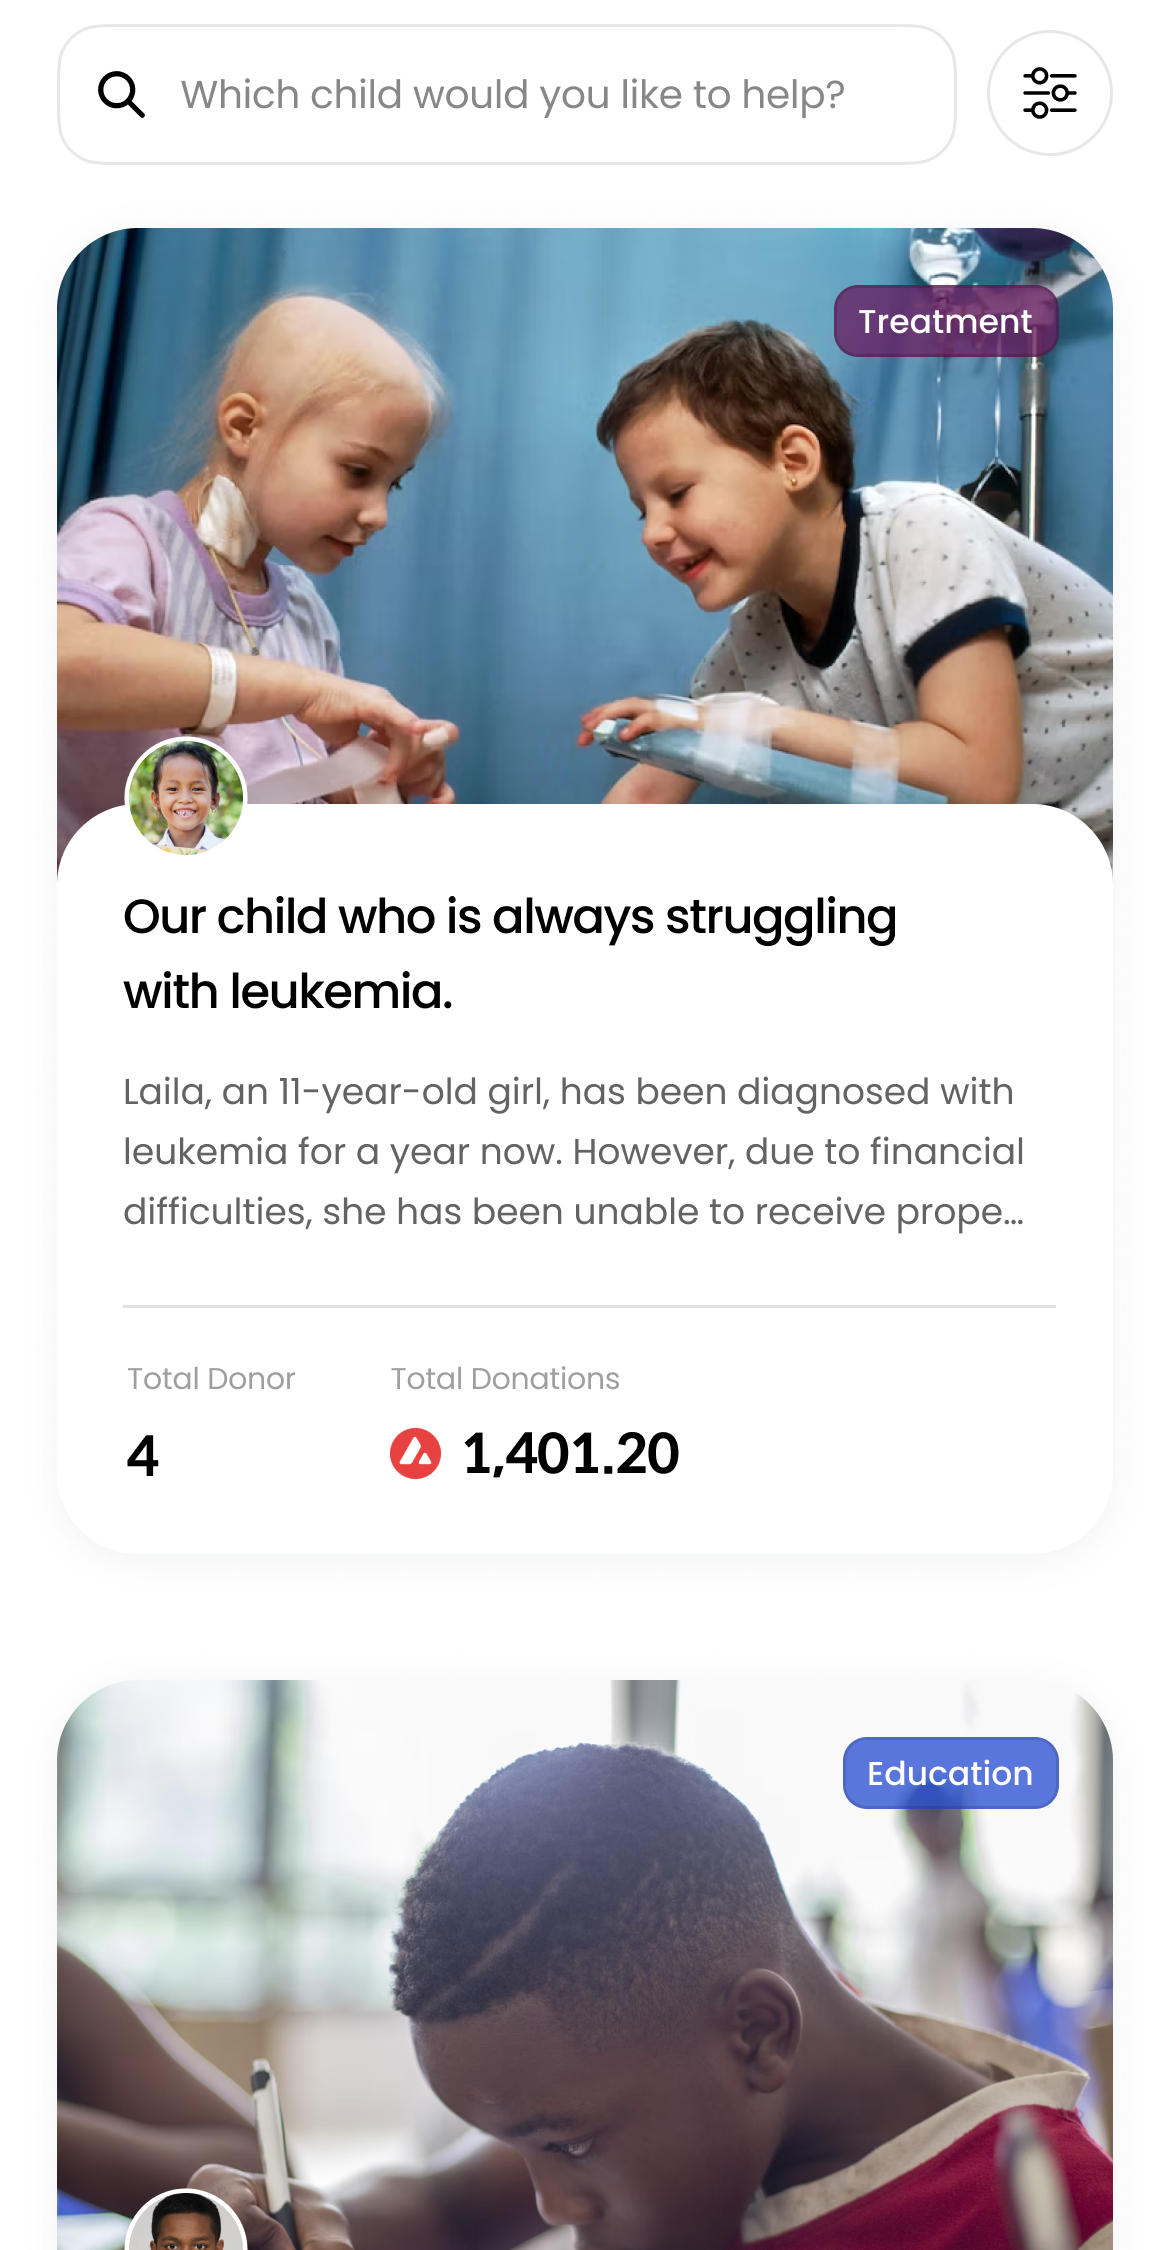 Which child would you like to help?
Treatment
Our child who is always struggling
with leukemia.
Laila, an 11-year-old girl, has been diagnosed with
leukemia for a year now. However, due to financial
difficulties, she has been unable to receive prope...
Total Donor
Total Donations
4
1,401.20
Education